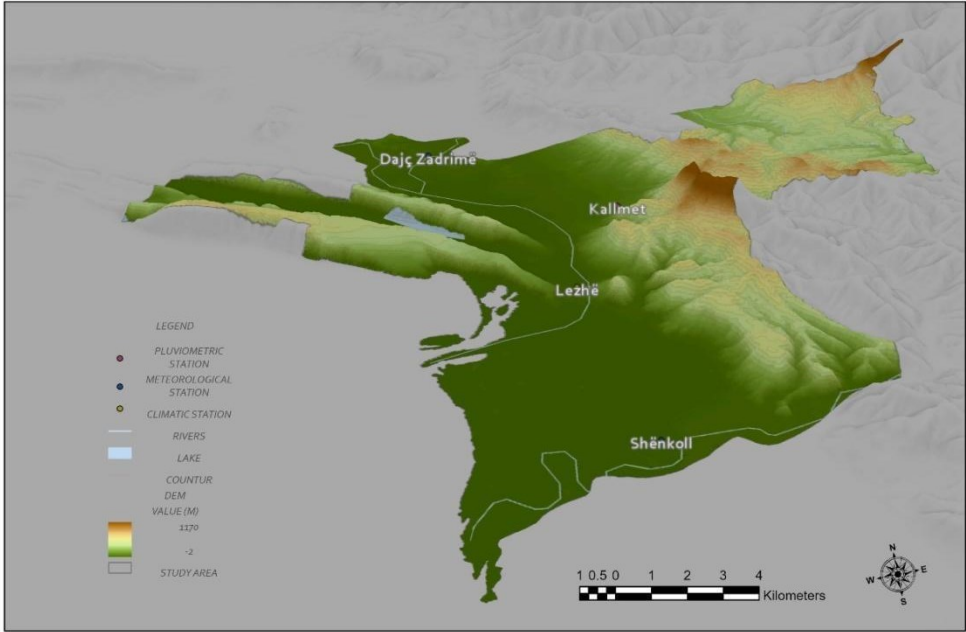 Dajç Zadrimë
Kallmet
Lezhë
Shënkoll
LEGEND
PLUVIOMETRIC
STATION
METEOROLOGICAL
STATION
CLIMATIC STATION
RIVERS
LAKE
COUNTUR
DEM
VALUE (M)
1170
-2
STUDY AREA
1 0.5 0 1 2 3 4
Kilometers
N
W E
S